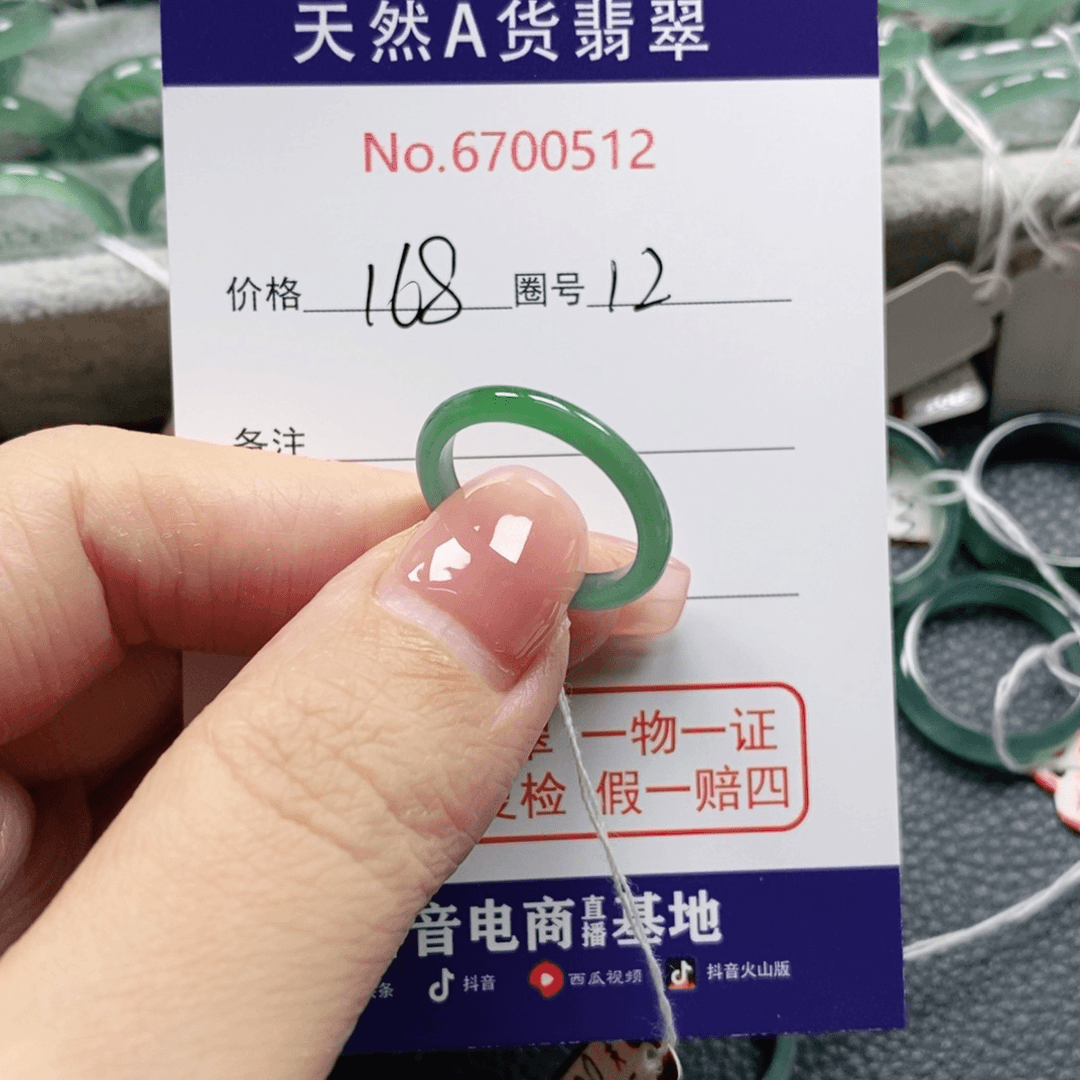 天然A货翡翠
No.6700512
价格 168 圈号 12
备注
一物一证
检 假一赔四
音电商直播基地
条 抖音 西瓜视频 抖音火山版